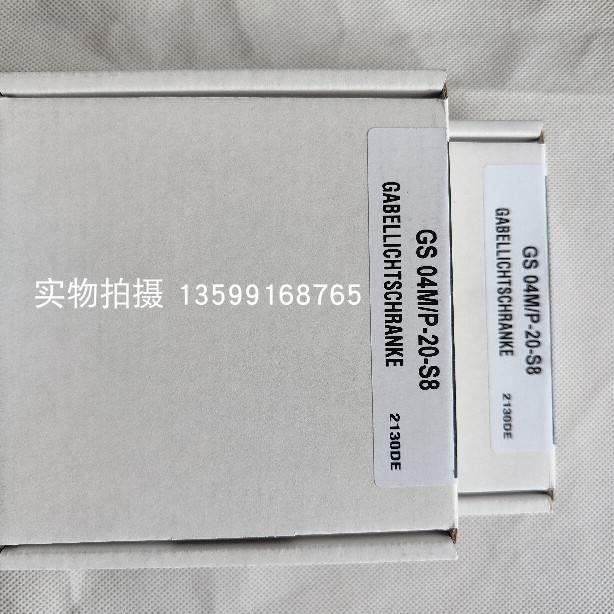 GS 04M/P-20-S8
GABELLICHTSCHRANKE
2130DE
GS 04M/P-20-S8
GABELLICHTSCHRANKE
2130DE
实物拍摄 13599168765